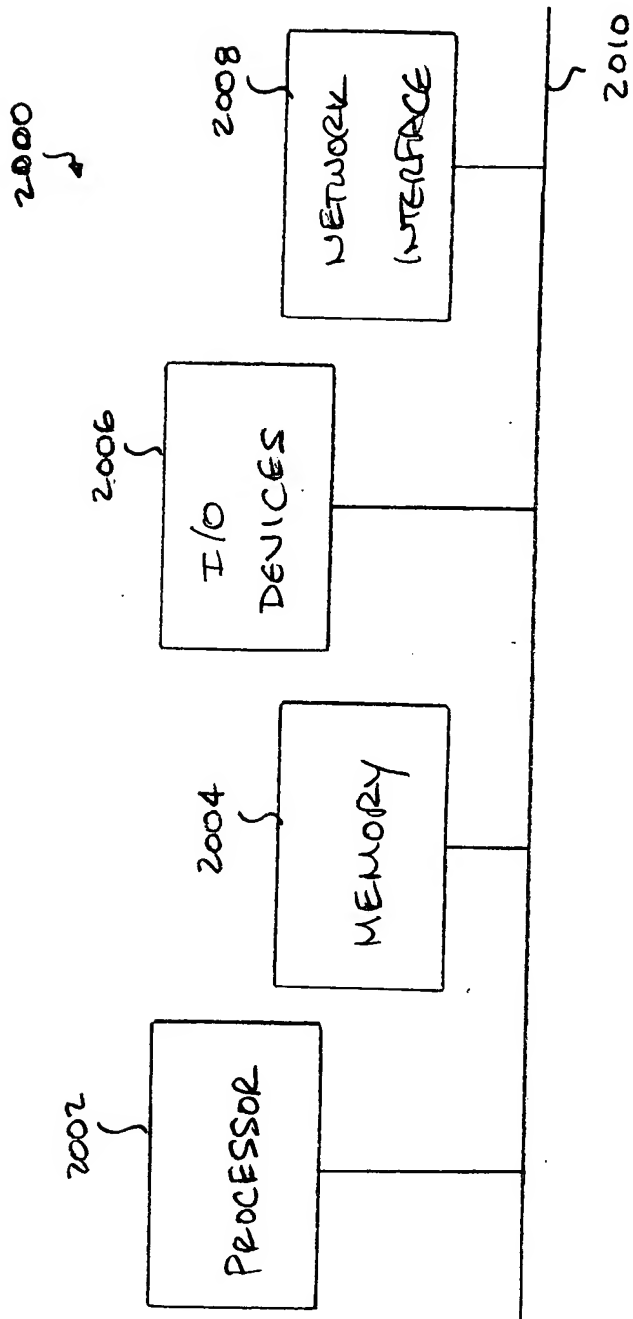 2000
2002
PROCESSOR
2004
MEMORY
2006
I/O
DEVICES
2008
NETWORK
INTERFACE
2010